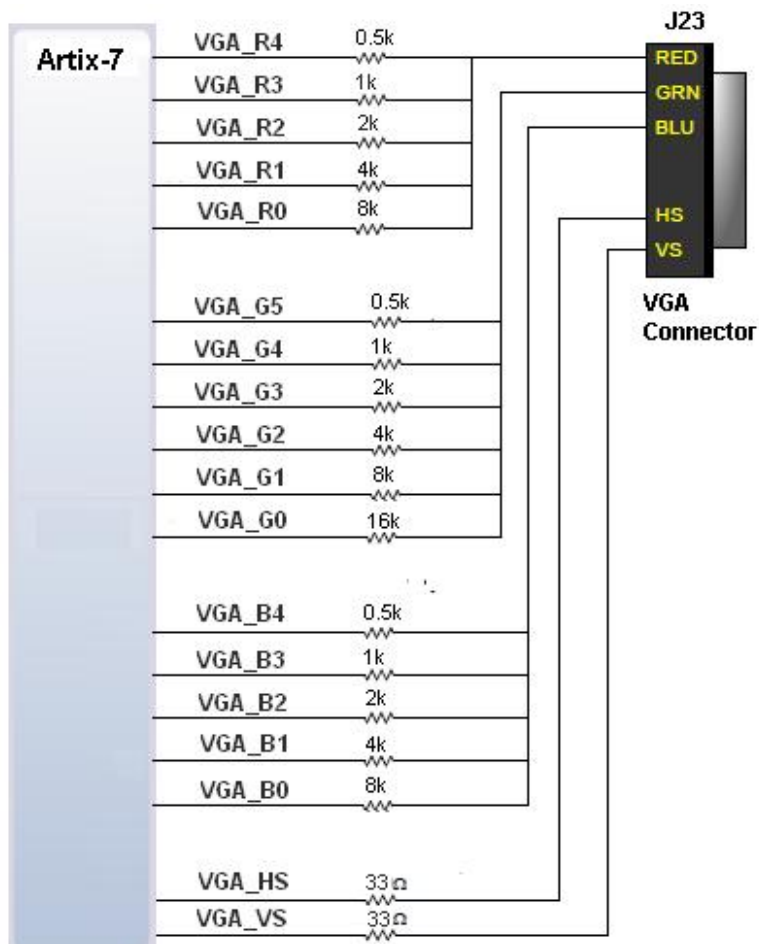 J23
Artix-7
VGA_R4 0.5k
RED
VGA_R3 1k
GRN
VGA_R2 2k
BLU
VGA_R1 4k
VGA_R0 8k
HS
VS
VGA
Connector
VGA_G5 0.5k
VGA_G4 1k
VGA_G3 2k
VGA_G2 4k
VGA_G1 8k
VGA_G0 16k
VGA_B4 0.5k
VGA_B3 1k
VGA_B2 2k
VGA_B1 4k
VGA_B0 8k
VGA_HS 33Ω
VGA_VS 33Ω